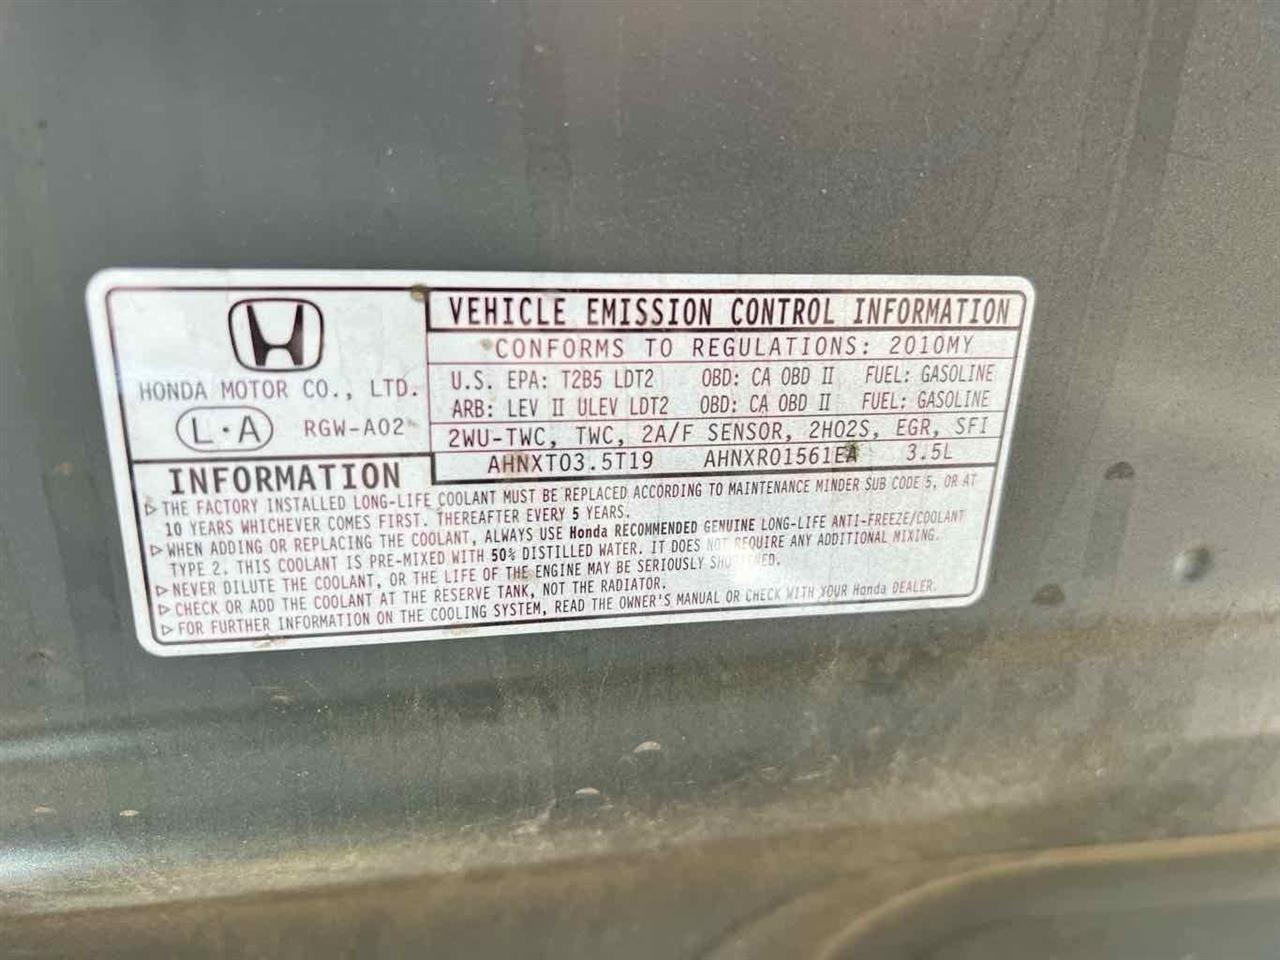 VEHICLE EMISSION CONTROL INFORMATION
CONFORMS TO REGULATIONS: 2010MY
HONDA MOTOR CO., LTD.
U.S. EPA: T2B5 LDT2 OBD: CA OBD II FUEL: GASOLINE
ARB: LEV II ULEV LDT2 OBD: CA OBD II FUEL: GASOLINE
L·A RGW-A02
2WU-TWC, TWC, 2A/F SENSOR, 2HO2S, EGR, SFI
AHNXT03.5T19 AHNXR01561EA 3.5L
INFORMATION
▷ THE FACTORY INSTALLED LONG-LIFE COOLANT MUST BE REPLACED ACCORDING TO MAINTENANCE MINDER SUB CODE 5, OR AT
10 YEARS WHICHEVER COMES FIRST. THEREAFTER EVERY 5 YEARS.
▷ WHEN ADDING OR REPLACING THE COOLANT, ALWAYS USE Honda RECOMMENDED GENUINE LONG-LIFE ANTI-FREEZE/COOLANT
TYPE 2. THIS COOLANT IS PRE-MIXED WITH 50% DISTILLED WATER. IT DOES NOT REQUIRE ANY ADDITIONAL MIXING.
▷ NEVER DILUTE THE COOLANT, OR THE LIFE OF THE ENGINE MAY BE SERIOUSLY SHORTENED.
▷ CHECK OR ADD THE COOLANT AT THE RESERVE TANK, NOT THE RADIATOR.
▷ FOR FURTHER INFORMATION ON THE COOLING SYSTEM, READ THE OWNER'S MANUAL OR CHECK WITH YOUR Honda DEALER.